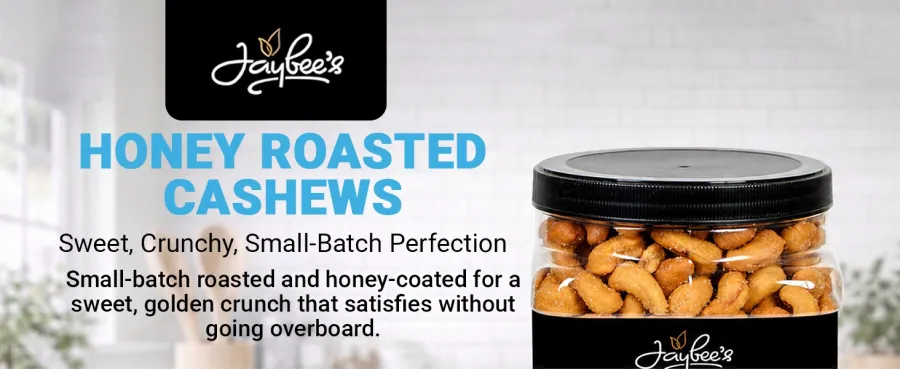 Jaybee's
HONEY ROASTED
CASHEWS
Sweet, Crunchy, Small-Batch Perfection
Small-batch roasted and honey-coated for a
sweet, golden crunch that satisfies without
going overboard.
Jaybee's